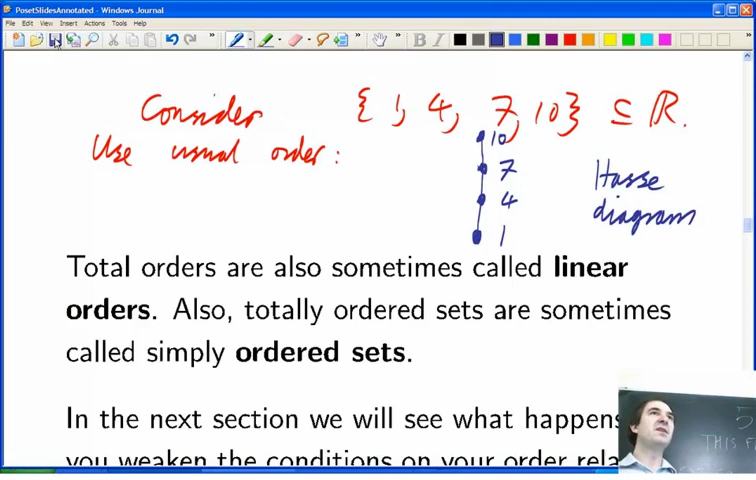 PosetSlidesAnnotated - Windows Journal
File Edit View Insert Actions Tools Help
B I
Consider {1, 4, 7, 10} ⊆ ℝ.
Use usual order:
10
7
4
1
Hasse
diagram
Total orders are also sometimes called linear
orders. Also, totally ordered sets are sometimes
called simply ordered sets.
In the next section we will see what happens
you weaken the conditions on your order rela
5
THIS F